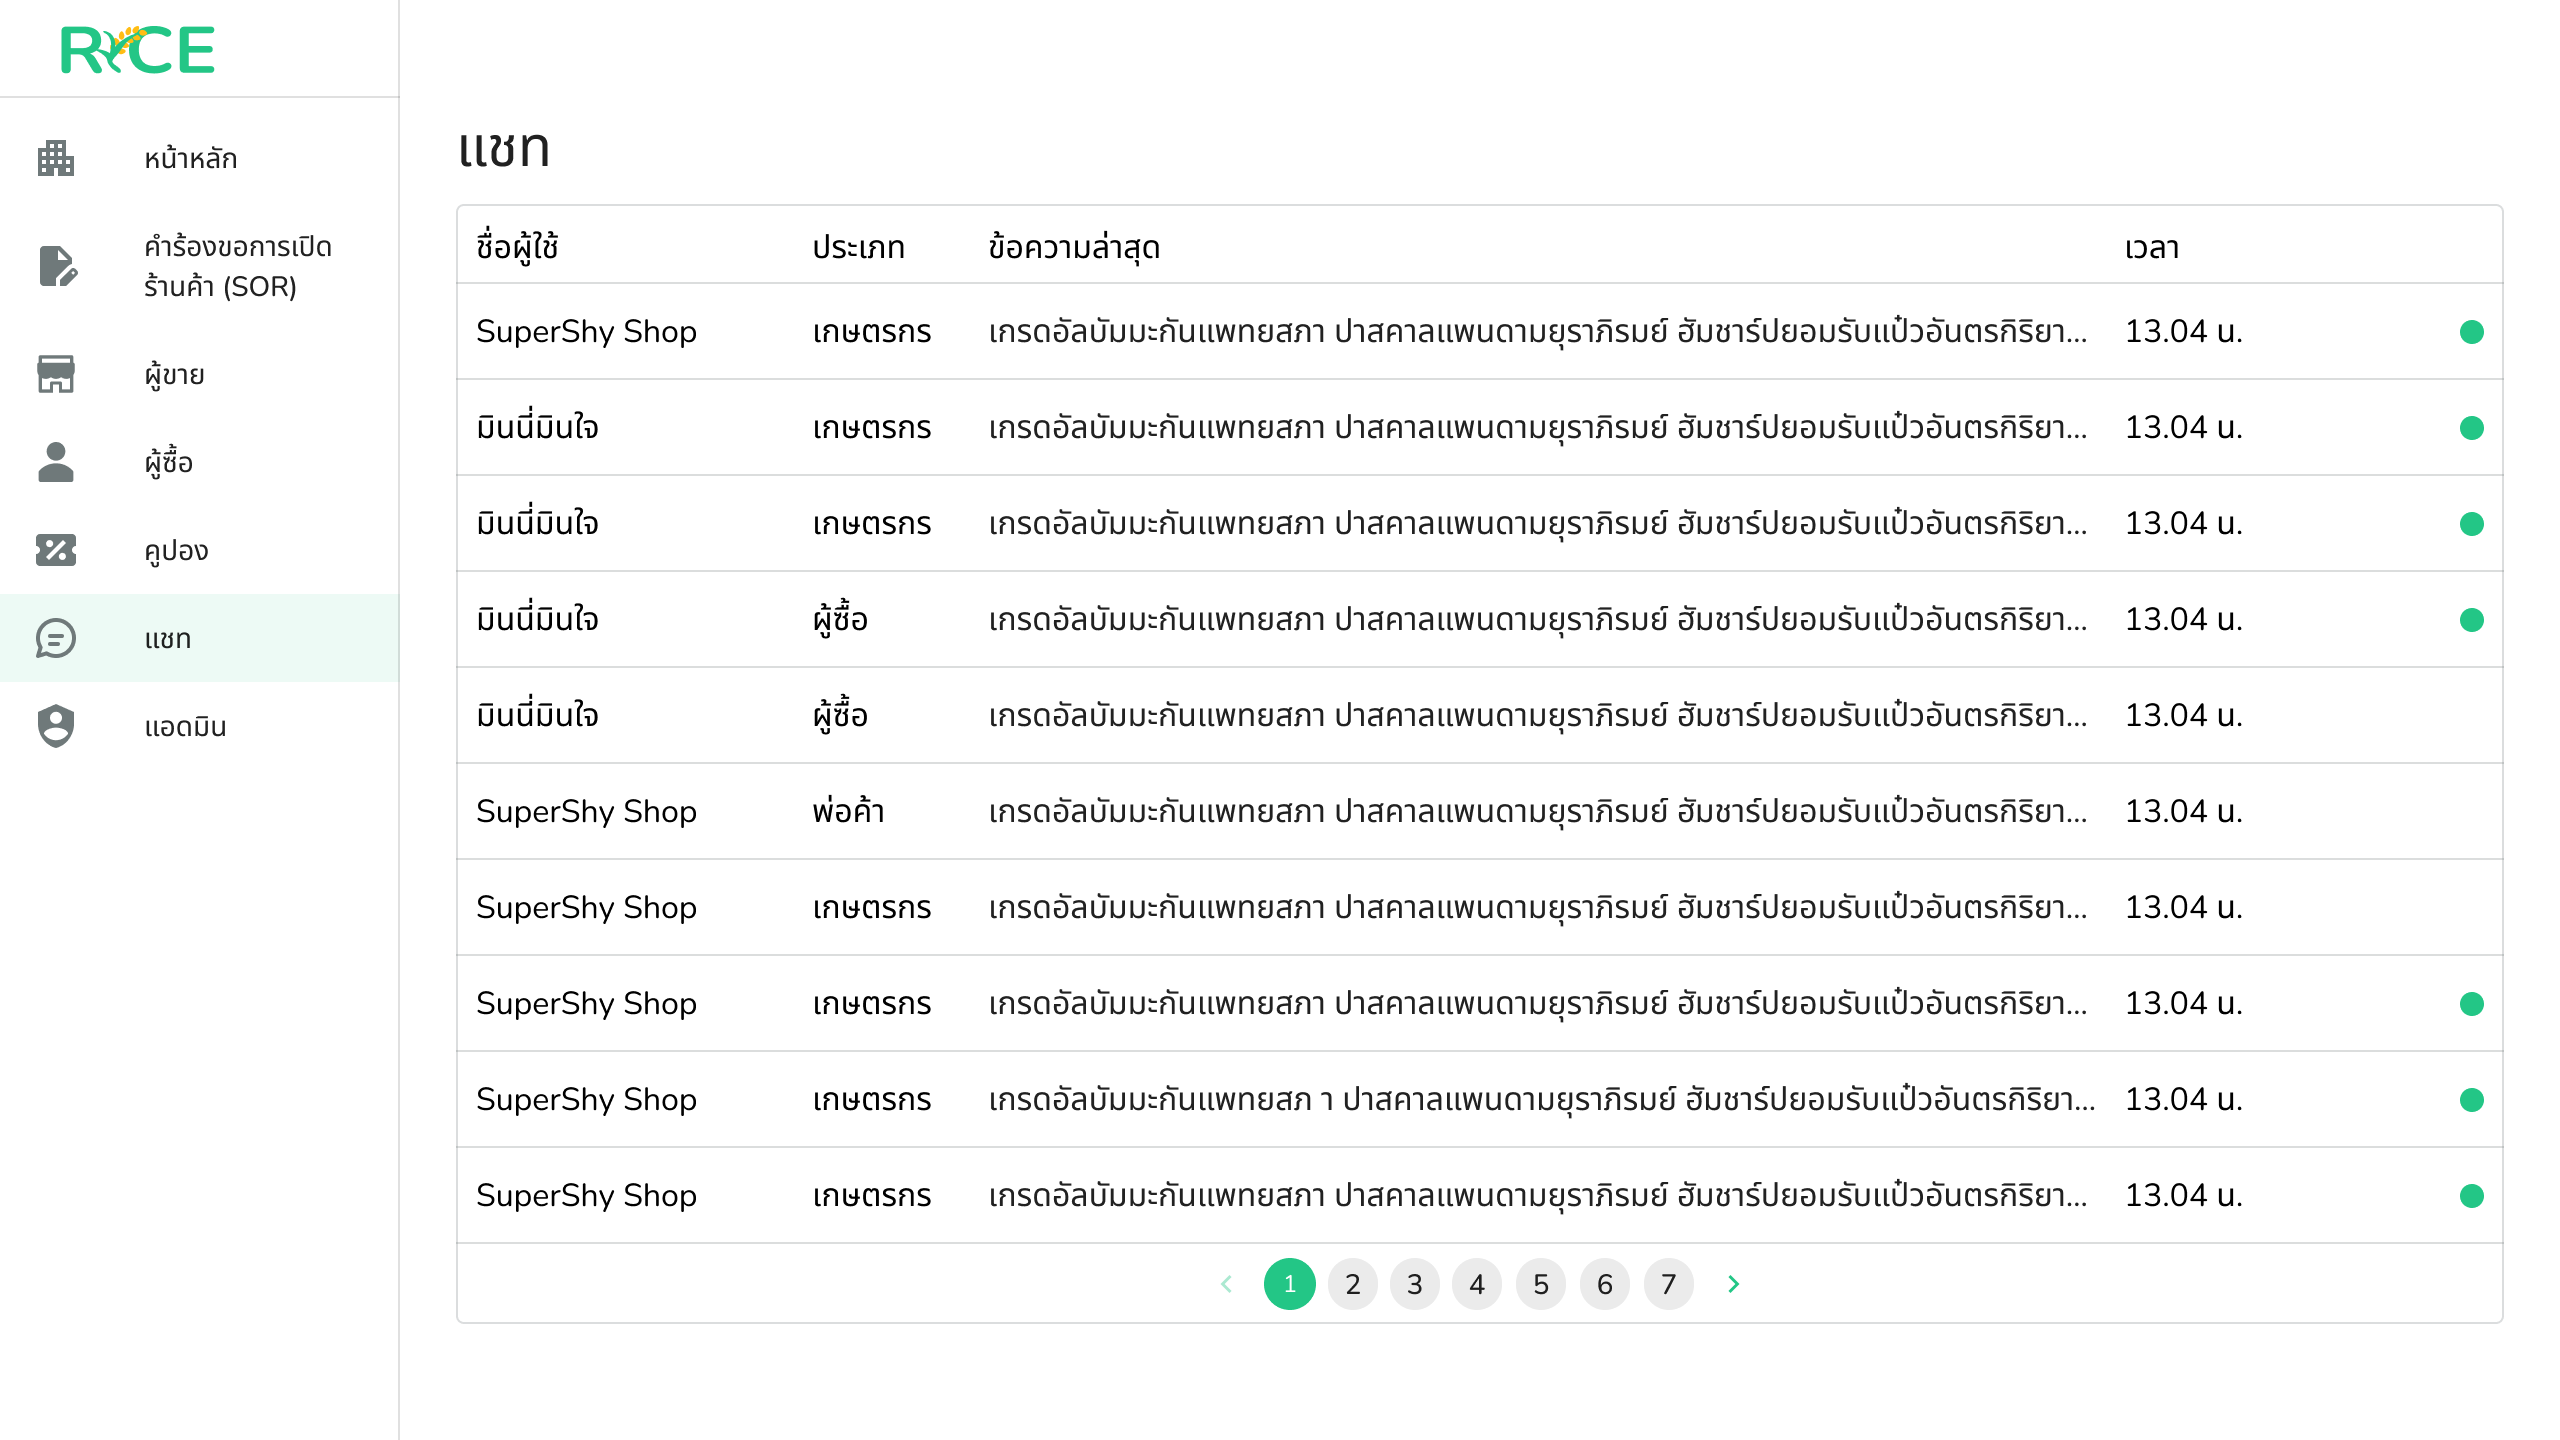 RICE
หน้าหลัก
คำร้องขอการเปิด
ร้านค้า (SOR)
ผู้ขาย
ผู้ซื้อ
คูปอง
แชท
แอดมิน
แชท
ชื่อผู้ใช้ ประเภท ข้อความล่าสุด เวลา
SuperShy Shop เกษตรกร เกรดอัลบัมมะกันแพทยสภา ปาสคาลแพนดามยุราภิรมย์ ฮัมชาร์ปยอมรับแป๋วอันตรกิริยา... 13.04 น.
มินนี่มินใจ เกษตรกร เกรดอัลบัมมะกันแพทยสภา ปาสคาลแพนดามยุราภิรมย์ ฮัมชาร์ปยอมรับแป๋วอันตรกิริยา... 13.04 น.
มินนี่มินใจ เกษตรกร เกรดอัลบัมมะกันแพทยสภา ปาสคาลแพนดามยุราภิรมย์ ฮัมชาร์ปยอมรับแป๋วอันตรกิริยา... 13.04 น.
มินนี่มินใจ ผู้ซื้อ เกรดอัลบัมมะกันแพทยสภา ปาสคาลแพนดามยุราภิรมย์ ฮัมชาร์ปยอมรับแป๋วอันตรกิริยา... 13.04 น.
มินนี่มินใจ ผู้ซื้อ เกรดอัลบัมมะกันแพทยสภา ปาสคาลแพนดามยุราภิรมย์ ฮัมชาร์ปยอมรับแป๋วอันตรกิริยา... 13.04 น.
SuperShy Shop พ่อค้า เกรดอัลบัมมะกันแพทยสภา ปาสคาลแพนดามยุราภิรมย์ ฮัมชาร์ปยอมรับแป๋วอันตรกิริยา... 13.04 น.
SuperShy Shop เกษตรกร เกรดอัลบัมมะกันแพทยสภา ปาสคาลแพนดามยุราภิรมย์ ฮัมชาร์ปยอมรับแป๋วอันตรกิริยา... 13.04 น.
SuperShy Shop เกษตรกร เกรดอัลบัมมะกันแพทยสภา ปาสคาลแพนดามยุราภิรมย์ ฮัมชาร์ปยอมรับแป๋วอันตรกิริยา... 13.04 น.
SuperShy Shop เกษตรกร เกรดอัลบัมมะกันแพทยสภ า ปาสคาลแพนดามยุราภิรมย์ ฮัมชาร์ปยอมรับแป๋วอันตรกิริยา... 13.04 น.
SuperShy Shop เกษตรกร เกรดอัลบัมมะกันแพทยสภา ปาสคาลแพนดามยุราภิรมย์ ฮัมชาร์ปยอมรับแป๋วอันตรกิริยา... 13.04 น.
1 2 3 4 5 6 7